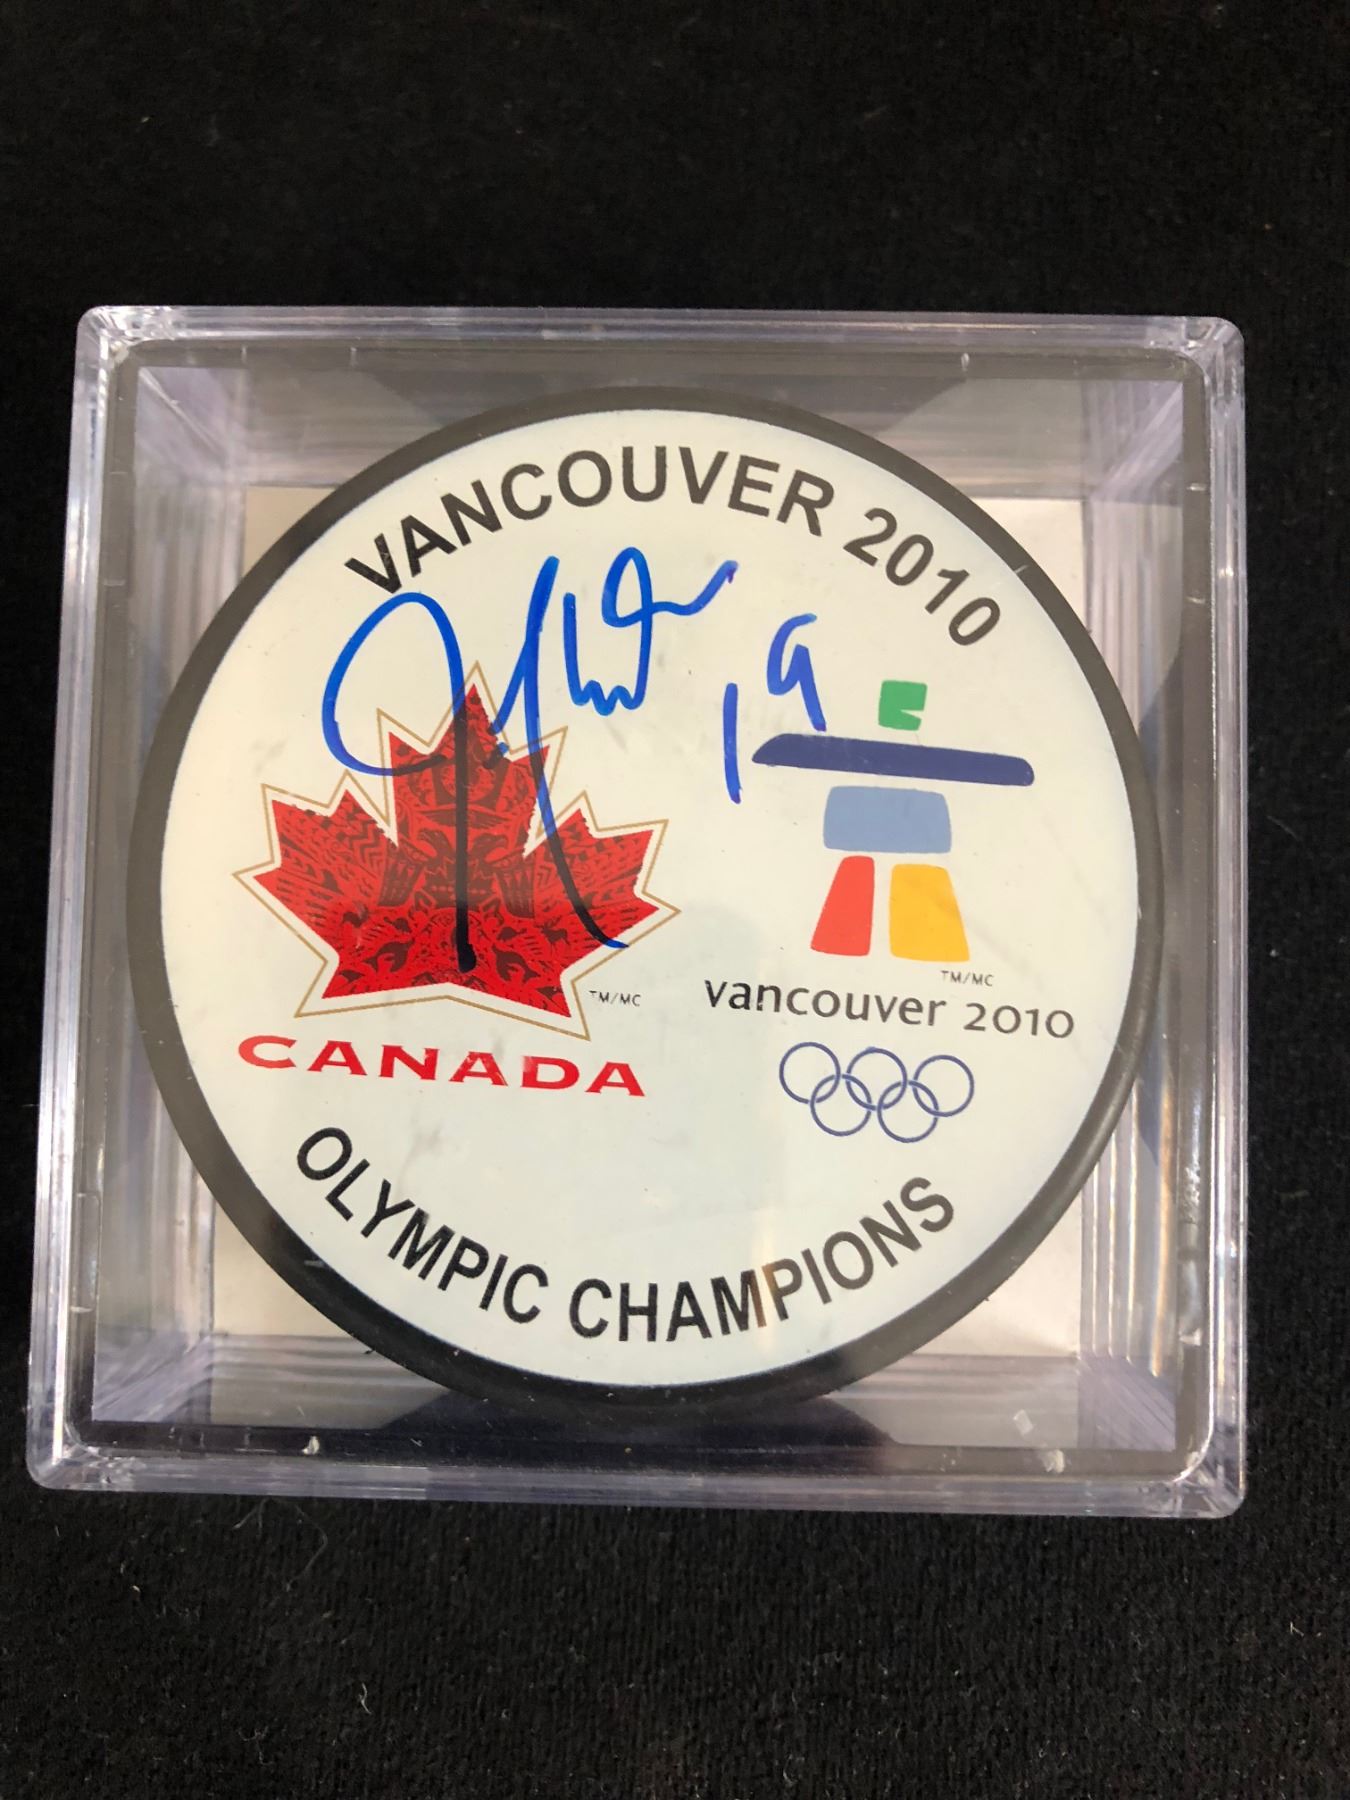 VANCOUVER 2010
19
TM/MC
TM/MC
CANADA
vancouver 2010
OLYMPIC CHAMPIONS